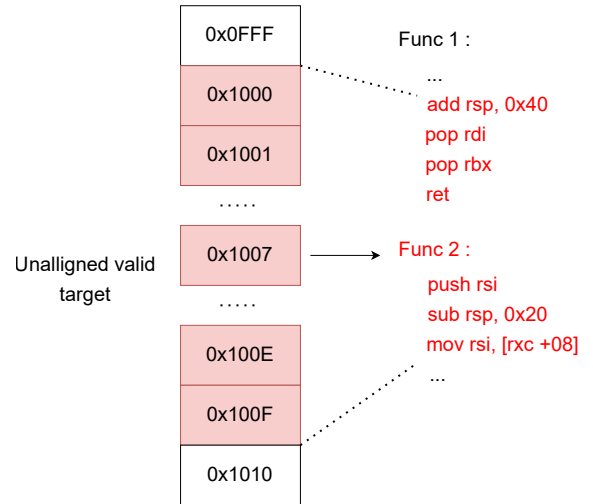 0x0FFF
0x1000
0x1001
.....
0x1007
.....
0x100E
0x100F
0x1010
Unalligned valid
target
Func 1 :
...
add rsp, 0x40
pop rdi
pop rbx
ret
Func 2 :
push rsi
sub rsp, 0x20
mov rsi, [rxc +08]
...